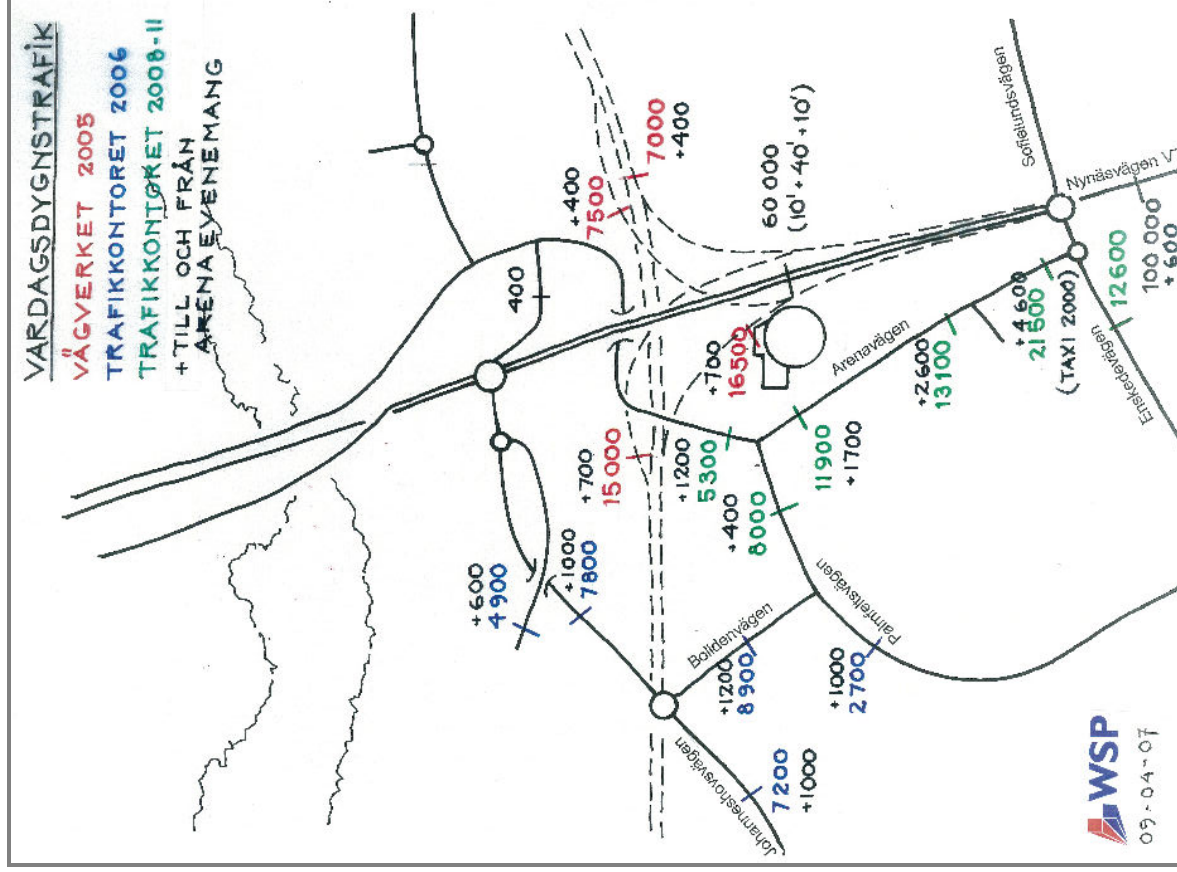 VARDAGSDYGNSTRAFIK
VÄGVERKET 2005
TRAFIKKONTORET 2006
TRAFIKKONTORET 2008-11
+ TILL OCH FRÅN
ARENAEVENEMANG
400
+400
7500
7000
+400
60 000
(10'+40'+10')
Sofielundsvägen
Nynäsvägen
100 000
+600
12600
Enskedevägen
+4600
21500
(TAXI 2000)
Arenavägen
+2600
13100
+700
16500
11900
+1700
+1200
5300
+400
8000
+700
15000
+600
4900
+1000
7800
Bolidenvägen
+1200
8900
Palmfeltsvägen
+1000
2700
Johanneshovsvägen
7200
+1000
WSP
09-04-07